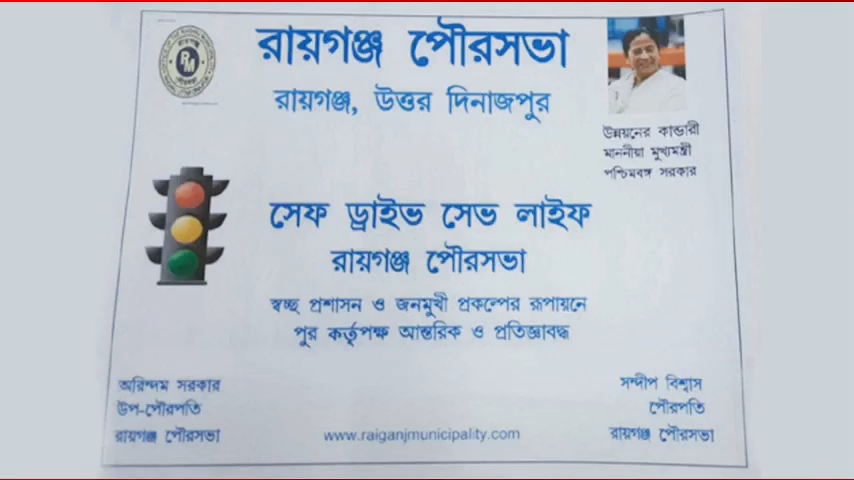 রায়গঞ্জ পৌরসভা
রায়গঞ্জ, উত্তর দিনাজপুর
উন্নয়নের কান্ডারী
মাননীয়া মুখ্যমন্ত্রী
পশ্চিমবঙ্গ সরকার
সেফ ড্রাইভ সেভ লাইফ
রায়গঞ্জ পৌরসভা
স্বচ্ছ প্রশাসন ও জনমুখী প্রকল্পের রূপায়নে
পুর কর্তৃপক্ষ আন্তরিক ও প্রতিজ্ঞাবদ্ধ
অরিন্দম সরকার
উপ-পৌরপতি
রায়গঞ্জ পৌরসভা
www.raiganjmunicipality.com
সন্দীপ বিশ্বাস
পৌরপতি
রায়গঞ্জ পৌরসভা